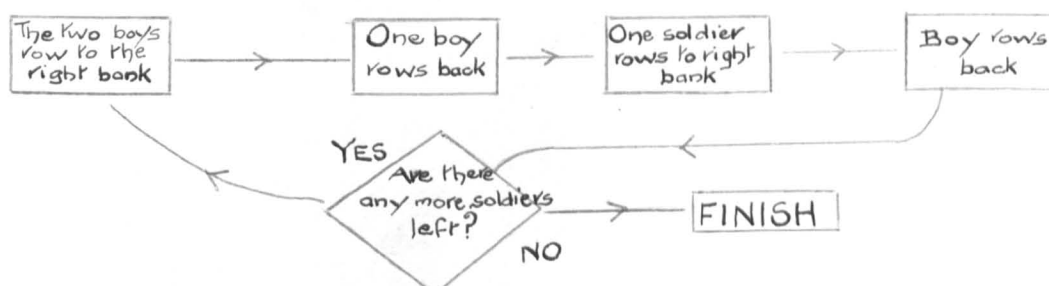 The two boys
row to the
right bank
One boy
rows back
One soldier
rows to right
bank
Boy rows
back
YES
Are there
any more soldiers
left?
NO
FINISH